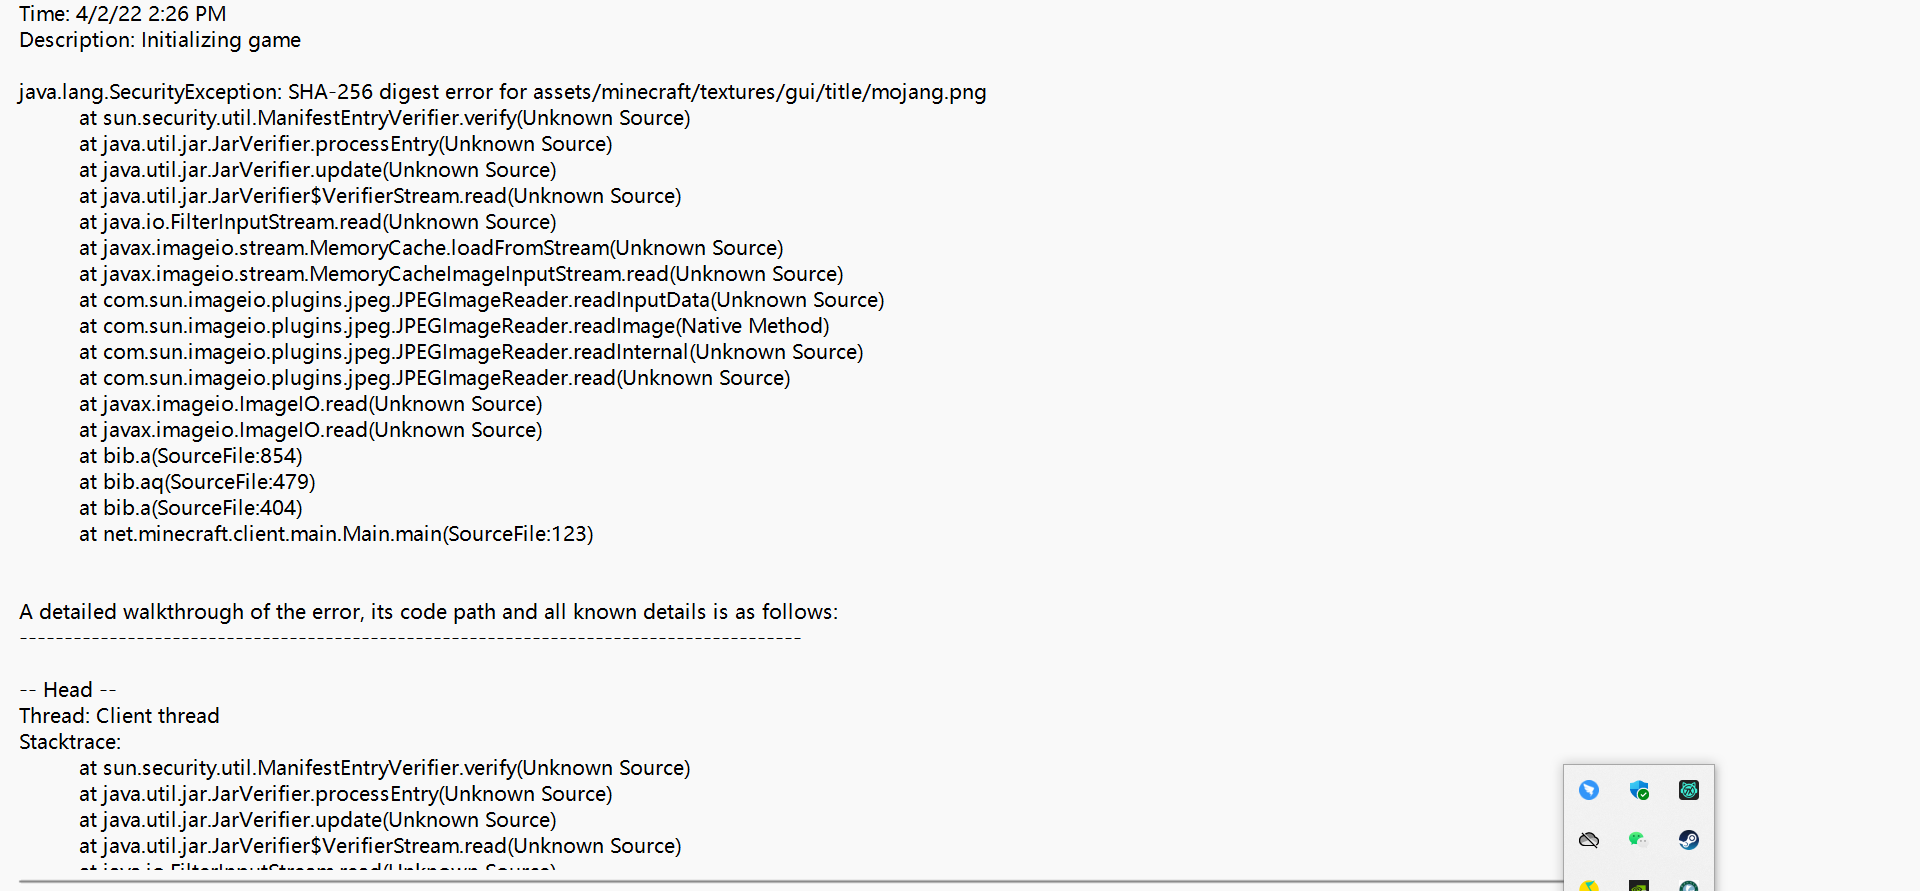 Time: 4/2/22 2:26 PM
Description: Initializing game
java.lang.SecurityException: SHA-256 digest error for assets/minecraft/textures/gui/title/mojang.png
at sun.security.util.ManifestEntryVerifier.verify(Unknown Source)
at java.util.jar.JarVerifier.processEntry(Unknown Source)
at java.util.jar.JarVerifier.update(Unknown Source)
at java.util.jar.JarVerifier$VerifierStream.read(Unknown Source)
at java.io.FilterInputStream.read(Unknown Source)
at javax.imageio.stream.MemoryCache.loadFromStream(Unknown Source)
at javax.imageio.stream.MemoryCacheImageInputStream.read(Unknown Source)
at com.sun.imageio.plugins.jpeg.JPEGImageReader.readInputData(Unknown Source)
at com.sun.imageio.plugins.jpeg.JPEGImageReader.readImage(Native Method)
at com.sun.imageio.plugins.jpeg.JPEGImageReader.readInternal(Unknown Source)
at com.sun.imageio.plugins.jpeg.JPEGImageReader.read(Unknown Source)
at javax.imageio.ImageIO.read(Unknown Source)
at javax.imageio.ImageIO.read(Unknown Source)
at bib.a(SourceFile:854)
at bib.aq(SourceFile:479)
at bib.a(SourceFile:404)
at net.minecraft.client.main.Main.main(SourceFile:123)
A detailed walkthrough of the error, its code path and all known details is as follows:
---------------------------------------------------------------------------------------
-- Head --
Thread: Client thread
Stacktrace:
at sun.security.util.ManifestEntryVerifier.verify(Unknown Source)
at java.util.jar.JarVerifier.processEntry(Unknown Source)
at java.util.jar.JarVerifier.update(Unknown Source)
at java.util.jar.JarVerifier$VerifierStream.read(Unknown Source)
at java.io.FilterInputStream.read(Unknown Source)